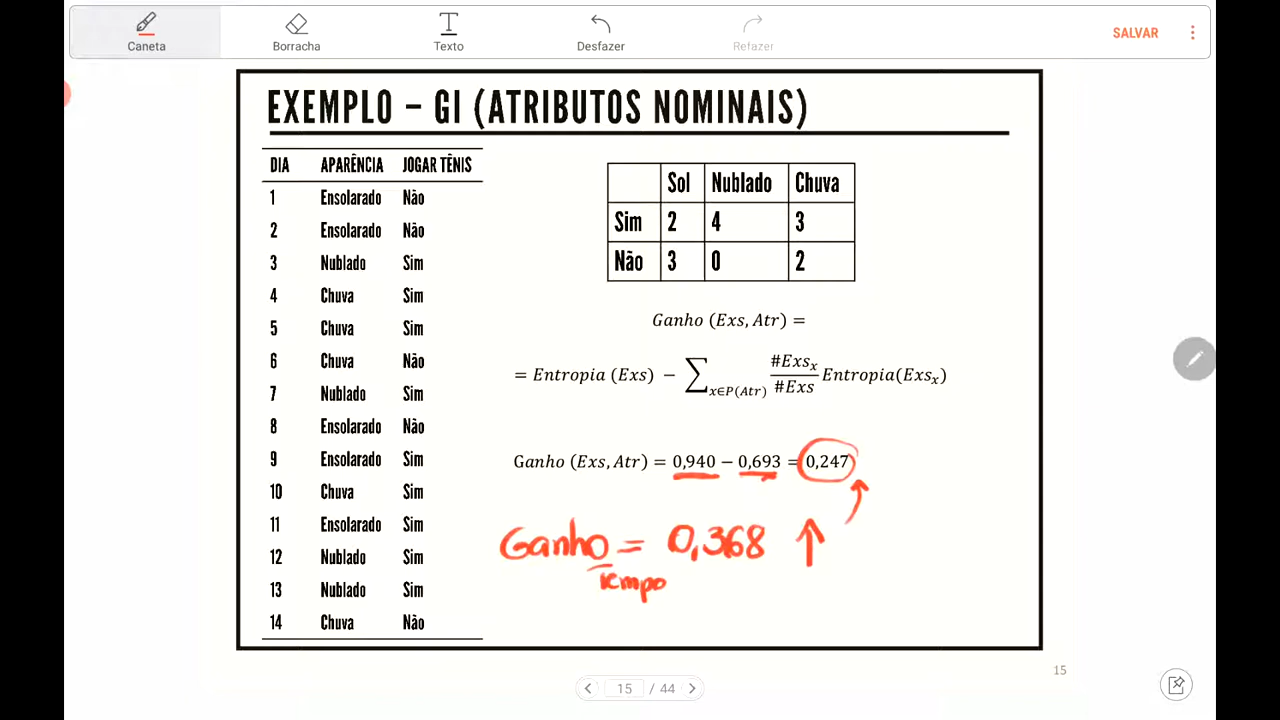 Caneta Borracha Texto Desfazer Refazer SALVAR
EXEMPLO – GI (ATRIBUTOS NOMINAIS)
DIA APARÊNCIA JOGAR TÊNIS
1 Ensolarado Não
2 Ensolarado Não
3 Nublado Sim
4 Chuva Sim
5 Chuva Sim
6 Chuva Não
7 Nublado Sim
8 Ensolarado Não
9 Ensolarado Sim
10 Chuva Sim
11 Ensolarado Sim
12 Nublado Sim
13 Nublado Sim
14 Chuva Não
Sol Nublado Chuva
Sim 2 4 3
Não 3 0 2
Ganho (Exs, Atr) =
= Entropia (Exs) − ∑x∈P(Atr) #Exsx/#Exs Entropia(Exsx)
Ganho (Exs, Atr) = 0,940 − 0,693 = 0,247
Ganho = 0,368 ↑
tempo
15
15 / 44